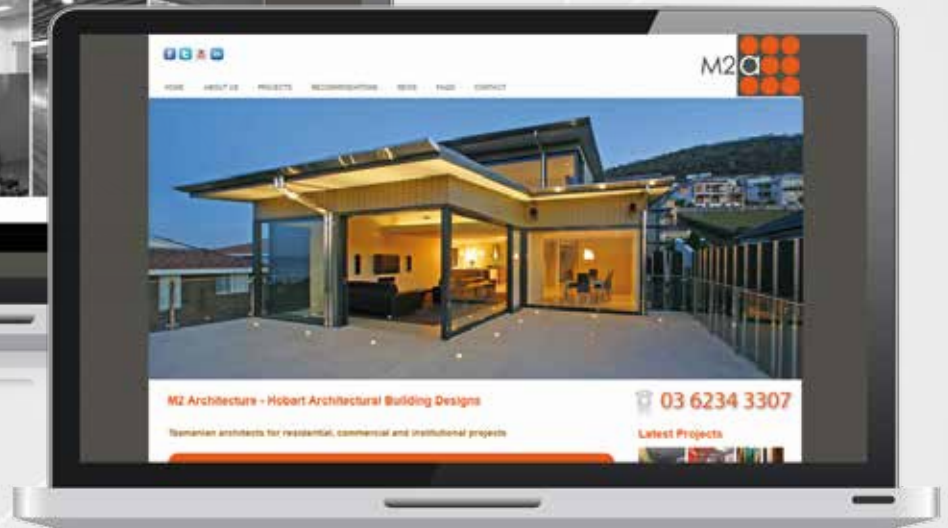 M2a
HOME ABOUT US PROJECTS RECOMMENDATIONS NEWS FAQS CONTACT
M2 Architecture - Hobart Architectural Building Designs
03 6234 3307
Tasmanian architects for residential, commercial and institutional projects
Latest Projects